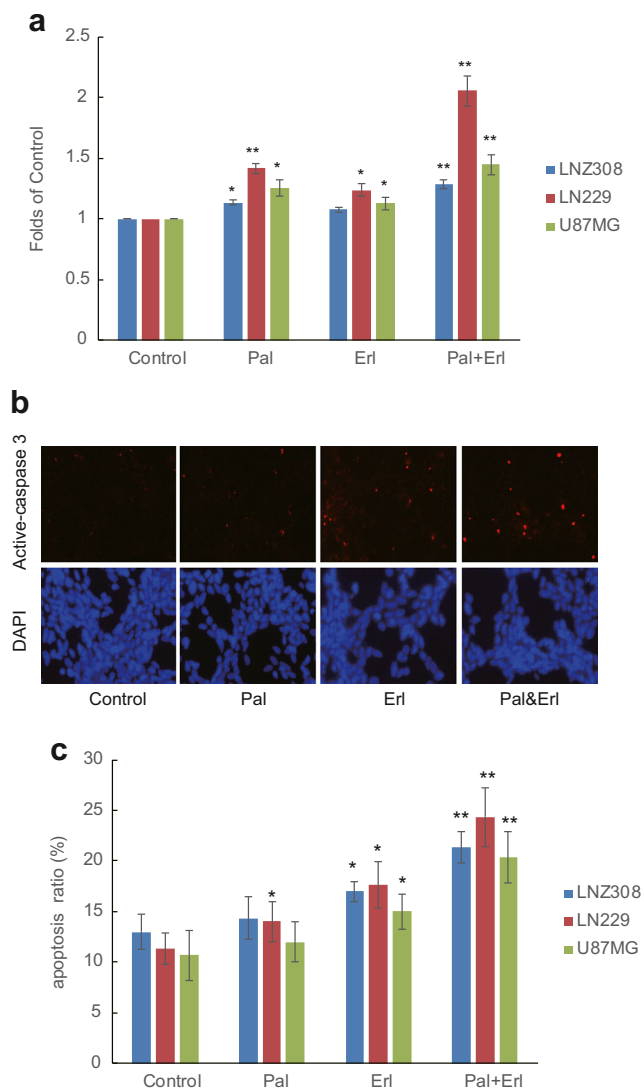 a
2.5
2
1.5
1
0.5
0
Folds of Control
**
*
**
*
*
*
**
**
**
LNZ308
LN229
U87MG
Control Pal Erl Pal+Erl
b
Active-caspase 3
DAPI
Control Pal Erl Pal&Erl
c
30
25
20
15
10
5
0
apoptosis ratio (%)
*
*
*
*
**
**
**
LNZ308
LN229
U87MG
Control Pal Erl Pal+Erl